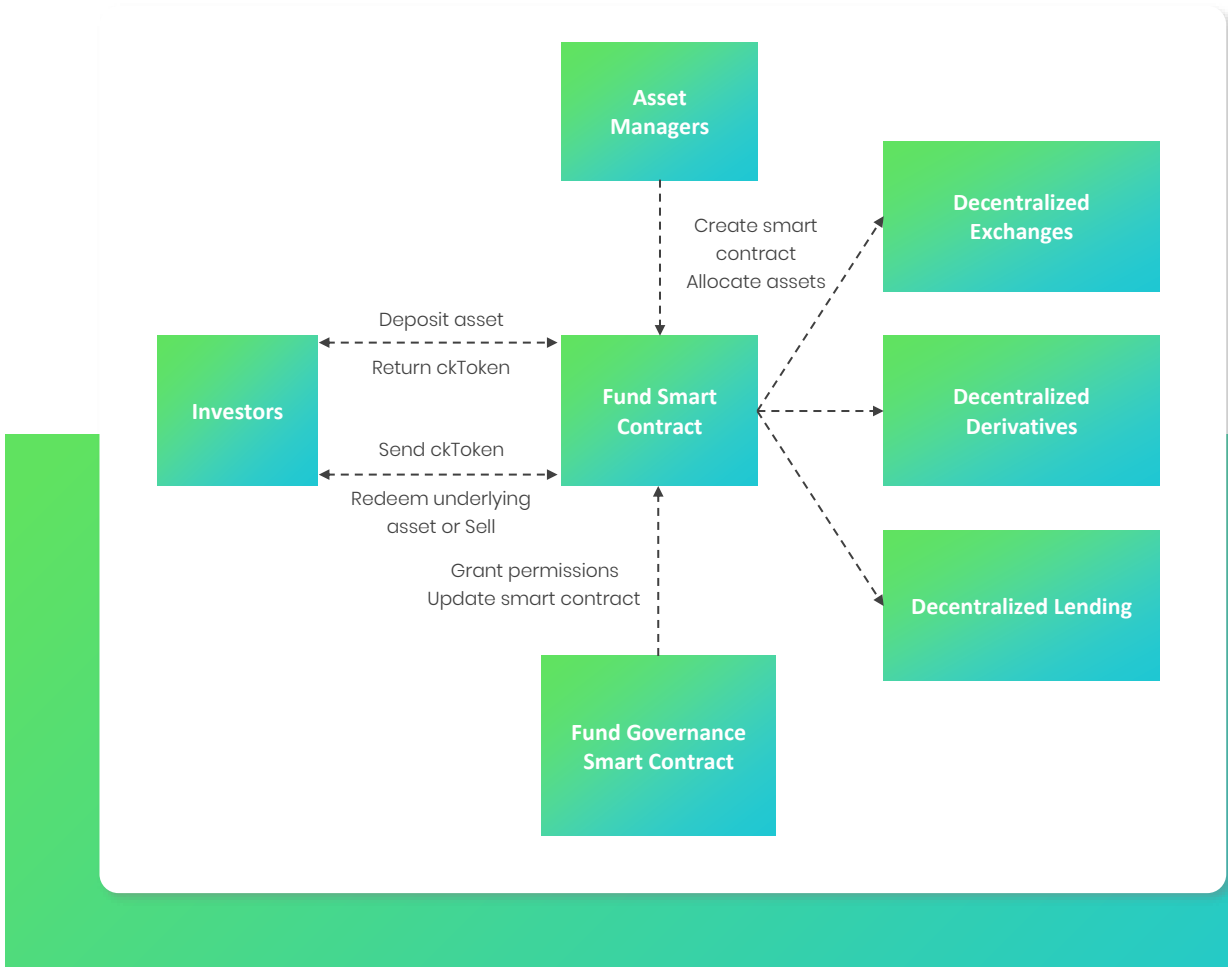 Asset
Managers
Create smart
contract
Allocate assets
Decentralized
Exchanges
Deposit asset
Return ckToken
Investors
Fund Smart
Contract
Decentralized
Derivatives
Send ckToken
Redeem underlying
asset or Sell
Grant permissions
Update smart contract
Decentralized Lending
Fund Governance
Smart Contract